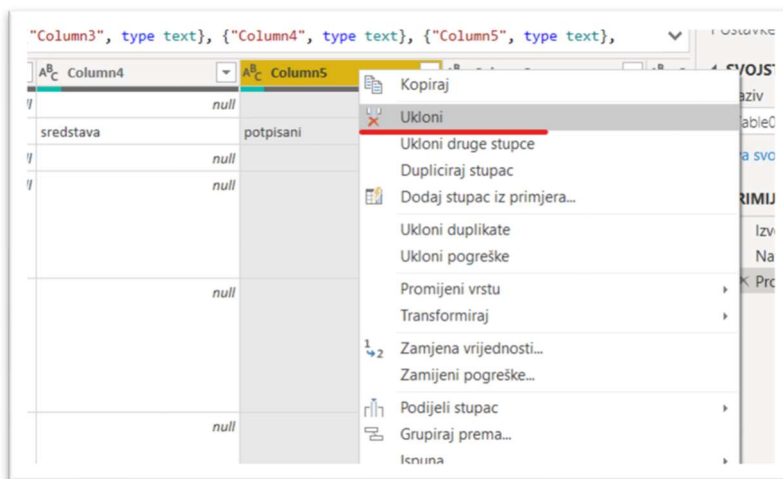 "Column3", type text}, {"Column4", type text}, {"Column5", type text},
Column4
Column5
null
sredstava
potpisani
null
null
null
null
Kopiraj
Ukloni
Ukloni druge stupce
Dupliciraj stupac
Dodaj stupac iz primjera...
Ukloni duplikate
Ukloni pogreške
Promijeni vrstu
Transformiraj
Zamjena vrijednosti...
Zamijeni pogreške...
Podijeli stupac
Grupiraj prema...
Ispuna